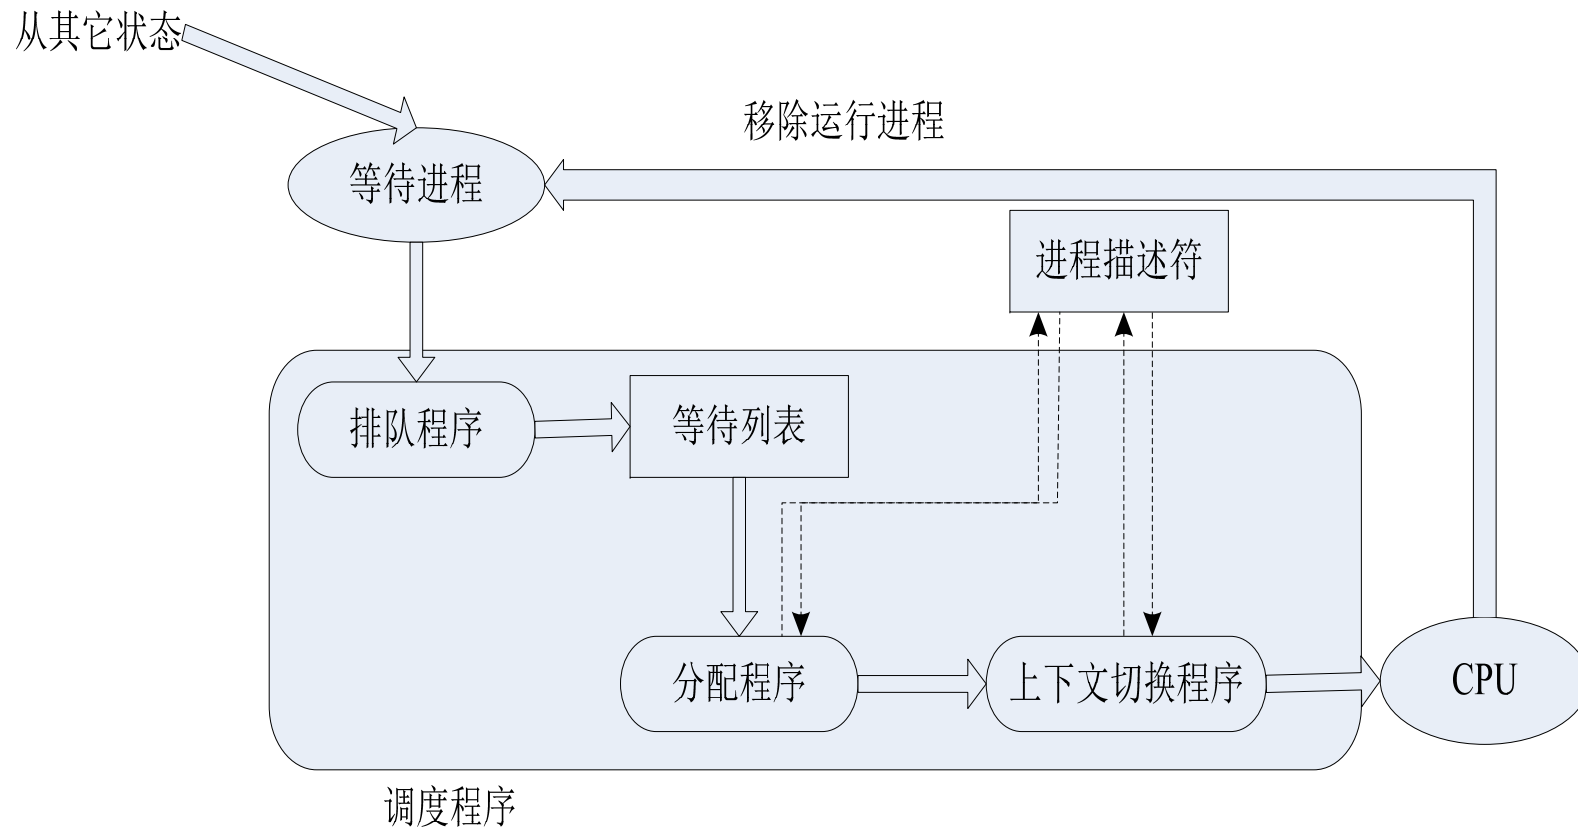 从其它状态
移除运行进程
等待进程
进程描述符
排队程序
等待列表
分配程序
上下文切换程序
CPU
调度程序